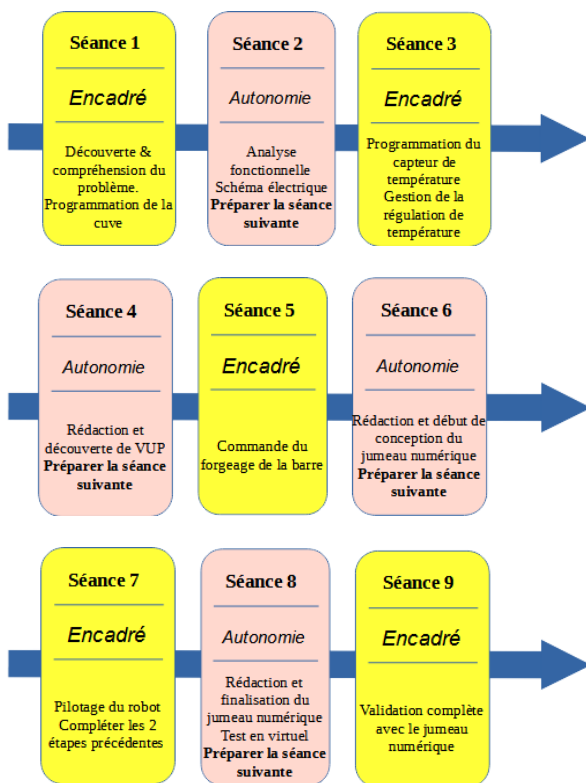 Séance 1
Encadré
Découverte &
compréhension du
problème.
Programmation de la
cuve
Séance 2
Autonomie
Analyse
fonctionnelle
Schéma électrique
Préparer la séance
suivante
Séance 3
Encadré
Programmation du
capteur de
température
Gestion de la
régulation de
température
Séance 4
Autonomie
Rédaction et
découverte de VUP
Préparer la séance
suivante
Séance 5
Encadré
Commande du
forgeage de la barre
Séance 6
Autonomie
Rédaction et début de
conception du
jumeau numérique
Préparer la séance
suivante
Séance 7
Encadré
Pilotage du robot
Compléter les 2
étapes précédentes
Séance 8
Autonomie
Rédaction et
finalisation du
jumeau numérique
Test en virtuel
Préparer la séance
suivante
Séance 9
Encadré
Validation complète
avec le jumeau
numérique